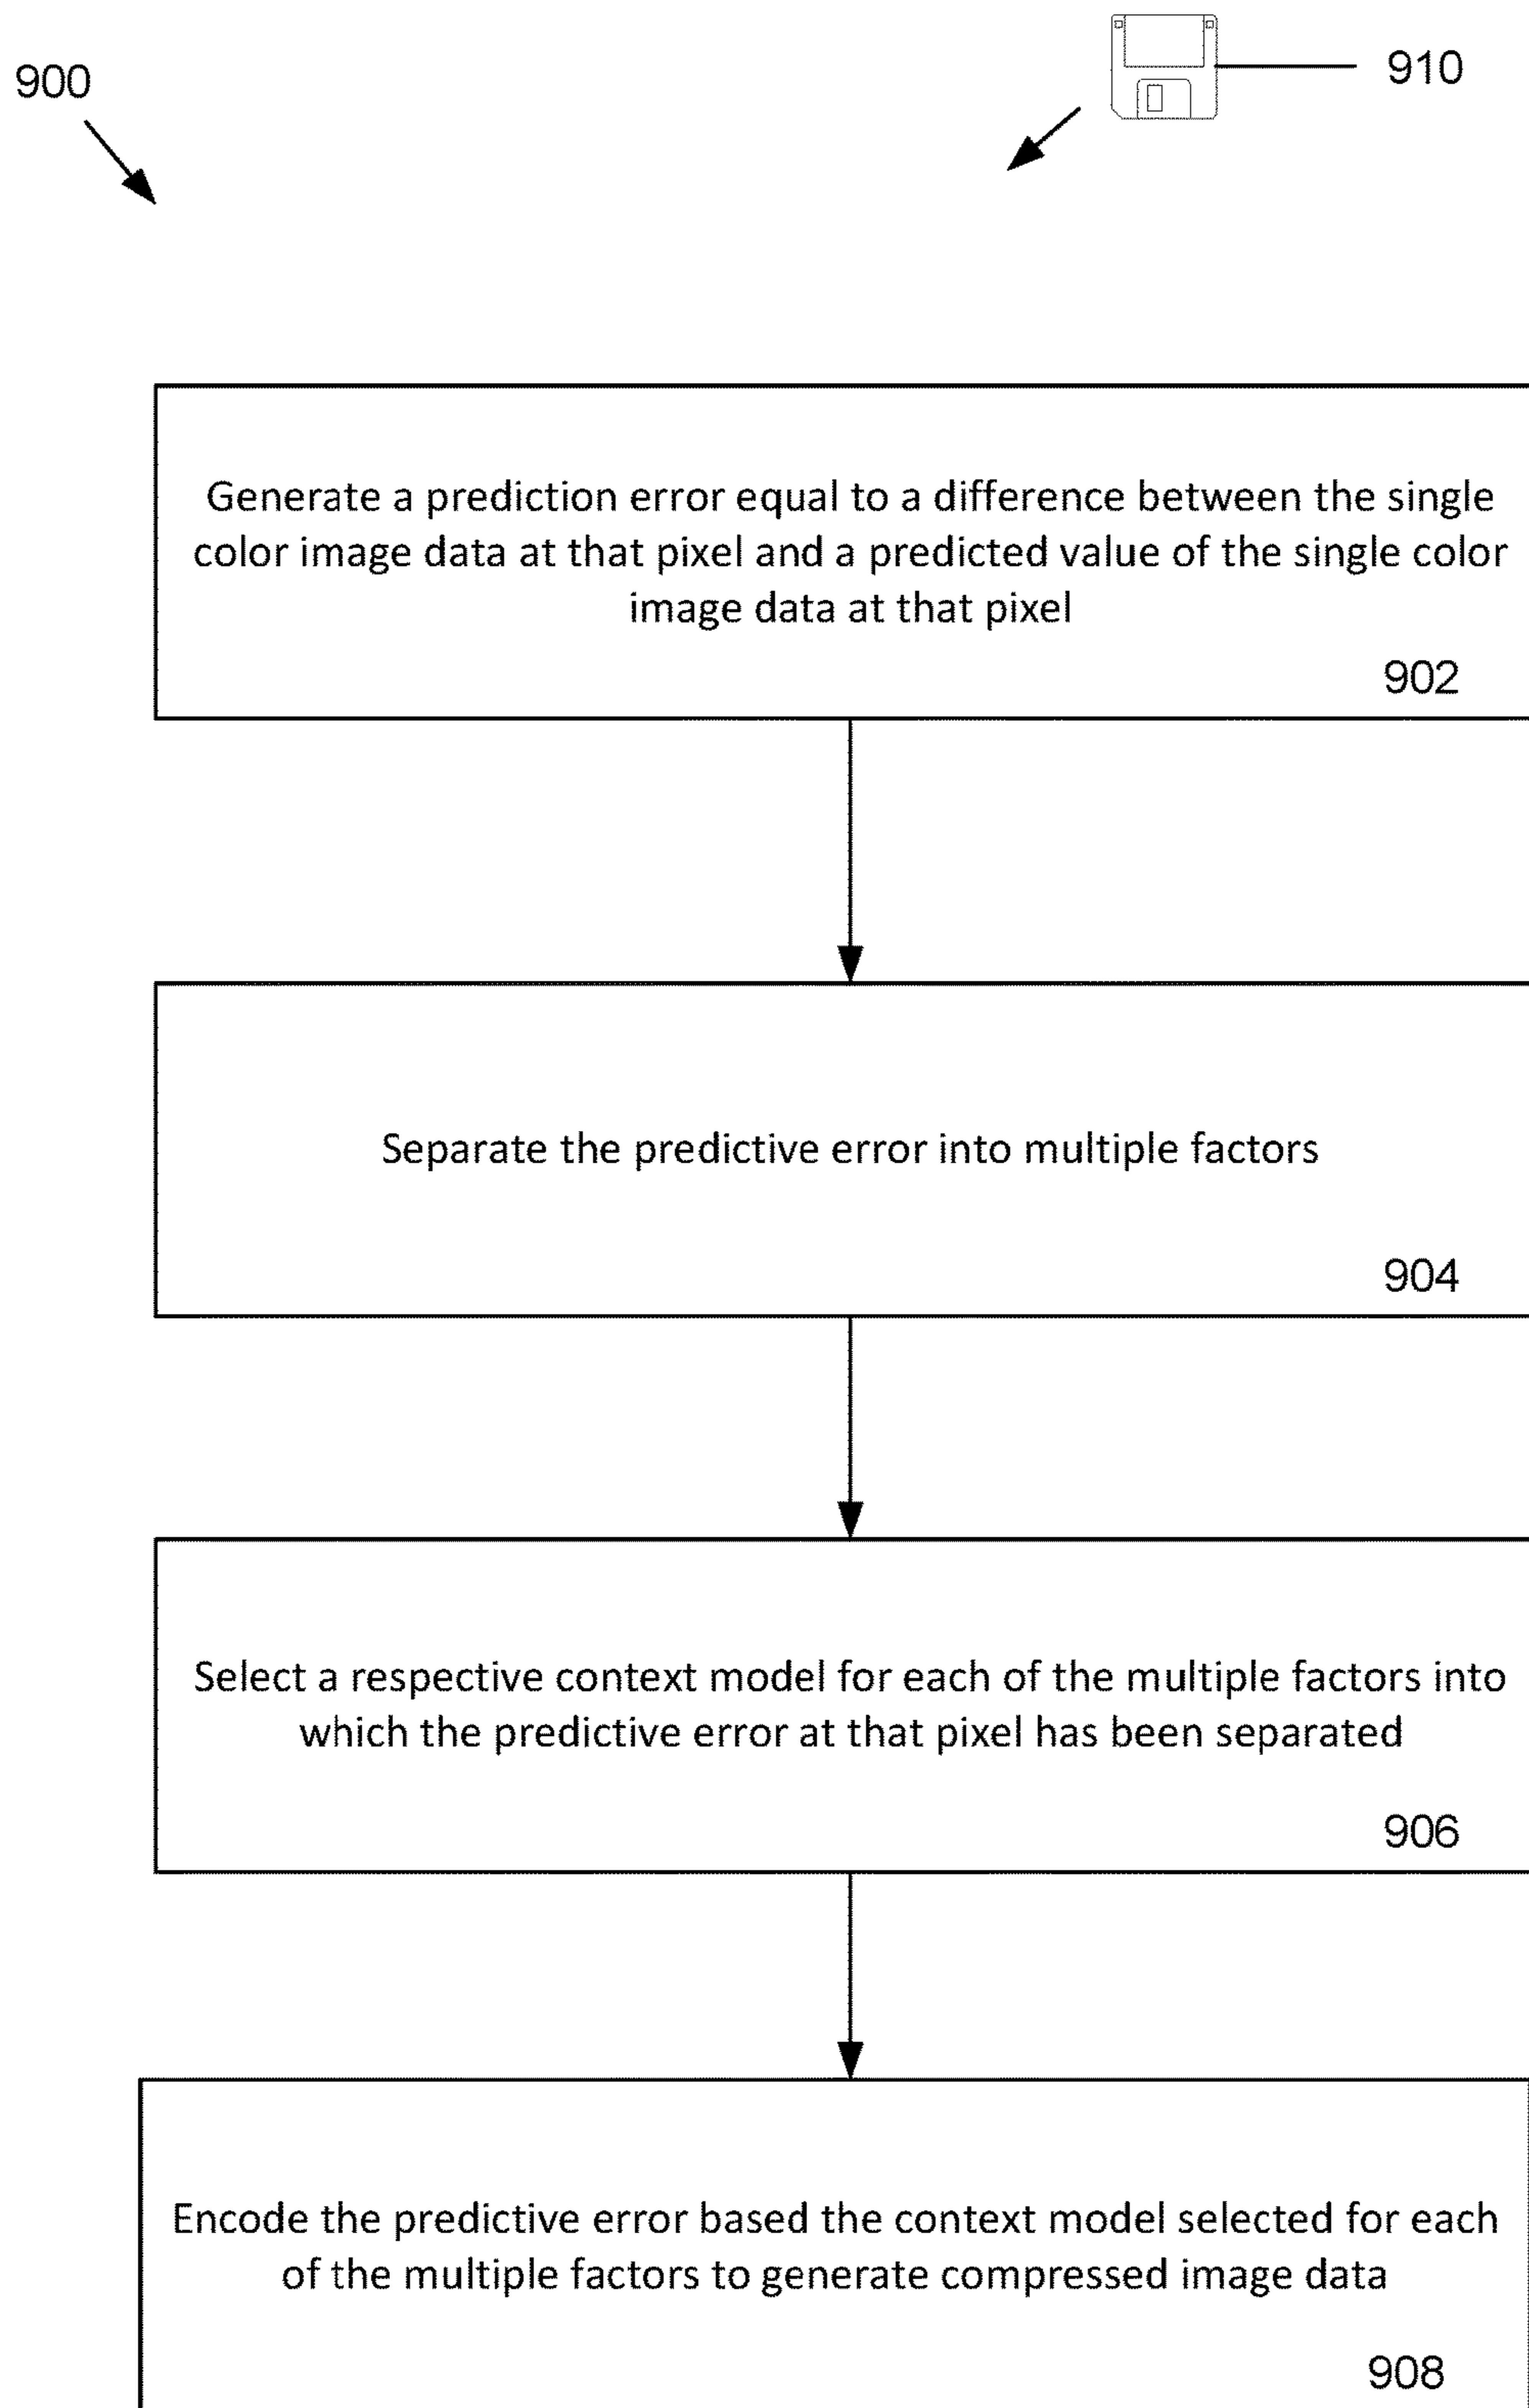 900
910
Generate a prediction error equal to a difference between the single
color image data at that pixel and a predicted value of the single color
image data at that pixel
902
Separate the predictive error into multiple factors
904
Select a respective context model for each of the multiple factors into
which the predictive error at that pixel has been separated
906
Encode the predictive error based the context model selected for each
of the multiple factors to generate compressed image data
908